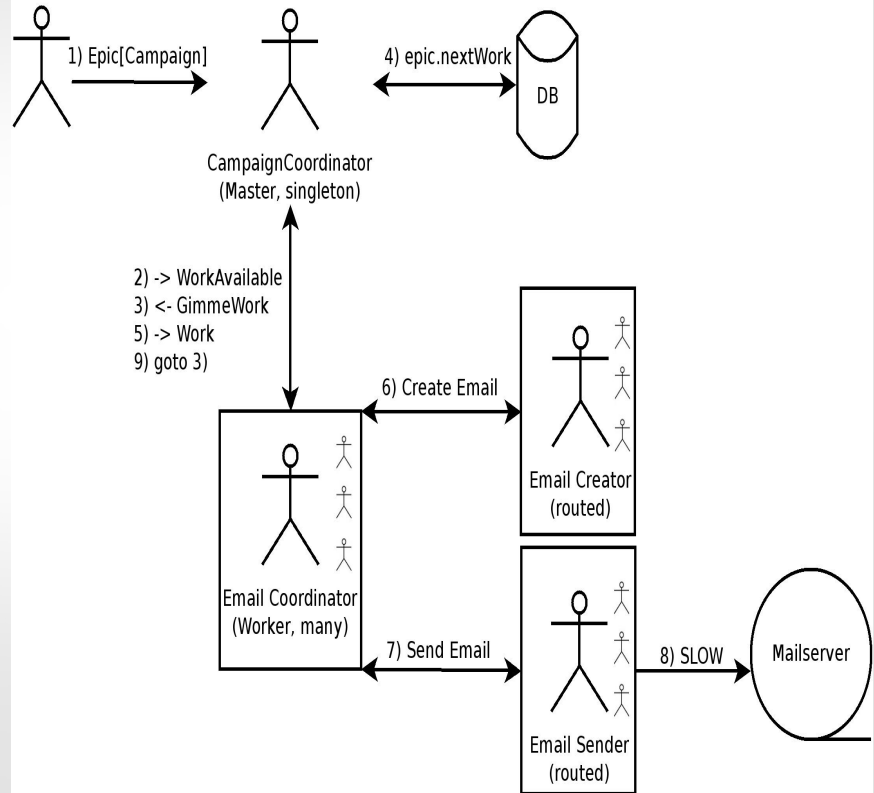 1) Epic[Campaign]
4) epic.nextWork
DB
CampaignCoordinator
(Master, singleton)
2) -> WorkAvailable
3) <- GimmeWork
5) -> Work
9) goto 3)
6) Create Email
Email Creator
(routed)
Email Coordinator
(Worker, many)
7) Send Email
8) SLOW
Mailserver
Email Sender
(routed)